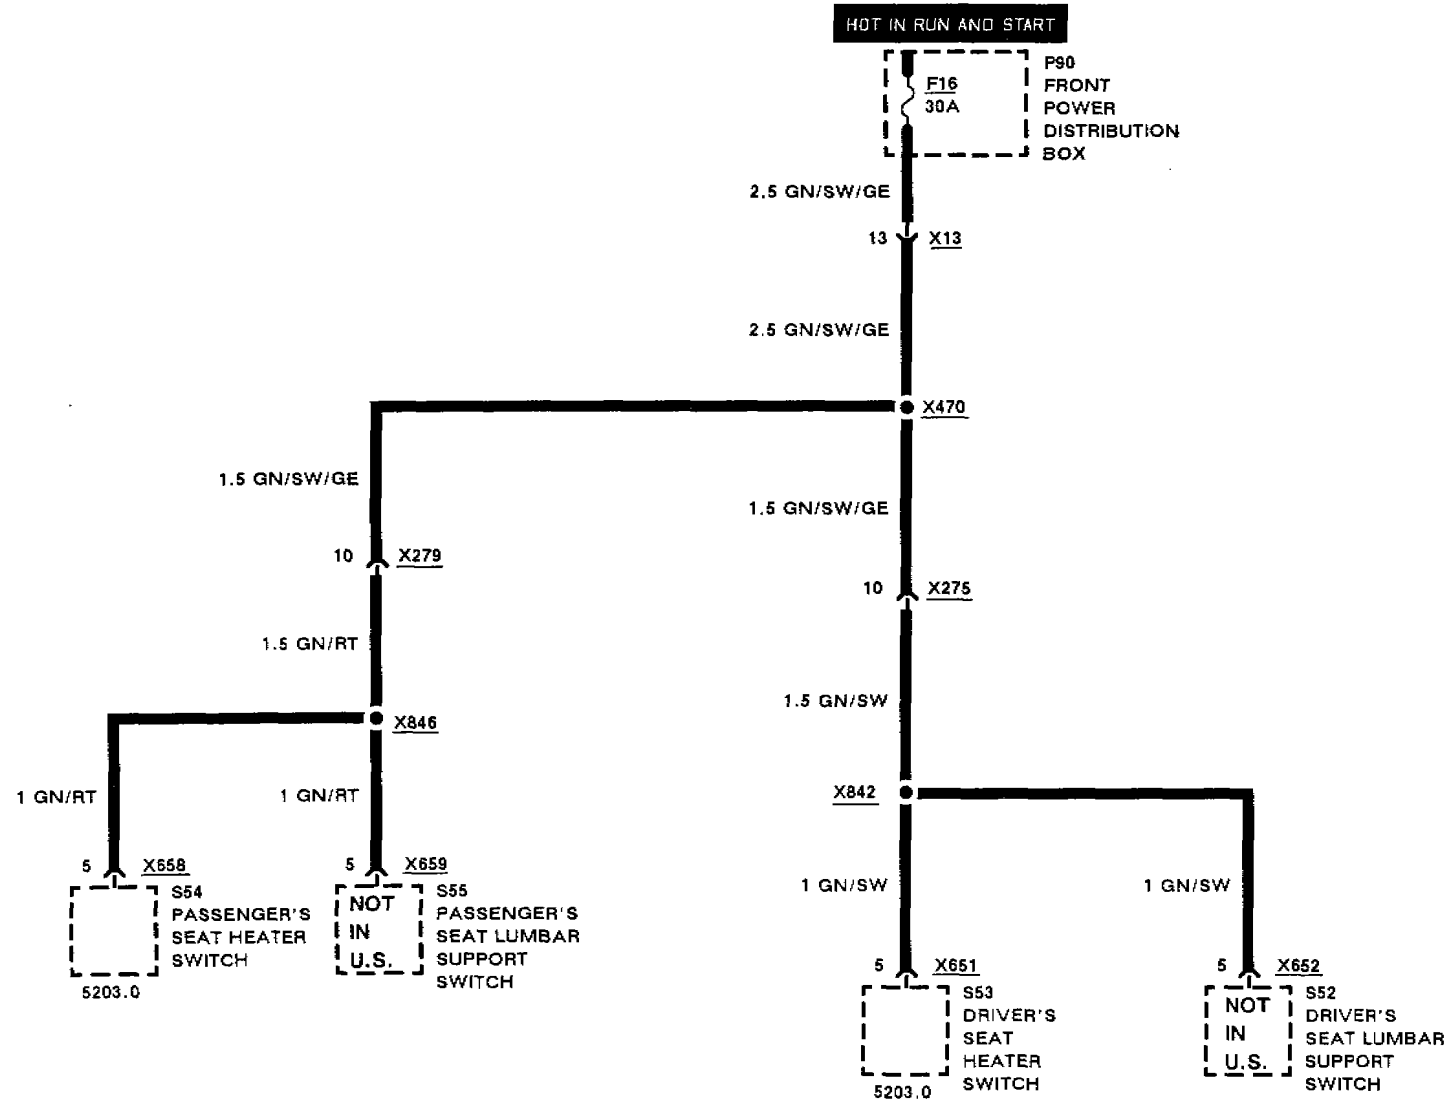 HOT IN RUN AND START
P90
FRONT
POWER
DISTRIBUTION
BOX
F16
30A
2.5 GN/SW/GE
13 X13
2.5 GN/SW/GE
X470
1.5 GN/SW/GE
1.5 GN/SW/GE
10 X279
10 X275
1.5 GN/RT
1.5 GN/SW
X846
X842
1 GN/RT
1 GN/RT
5 X658
5 X659
S54
PASSENGER'S
SEAT HEATER
SWITCH
5203.0
NOT
IN
U.S.
S55
PASSENGER'S
SEAT LUMBAR
SUPPORT
SWITCH
1 GN/SW
1 GN/SW
5 X651
5 X652
S53
DRIVER'S
SEAT
HEATER
SWITCH
5203.0
NOT
IN
U.S.
S52
DRIVER'S
SEAT LUMBAR
SUPPORT
SWITCH